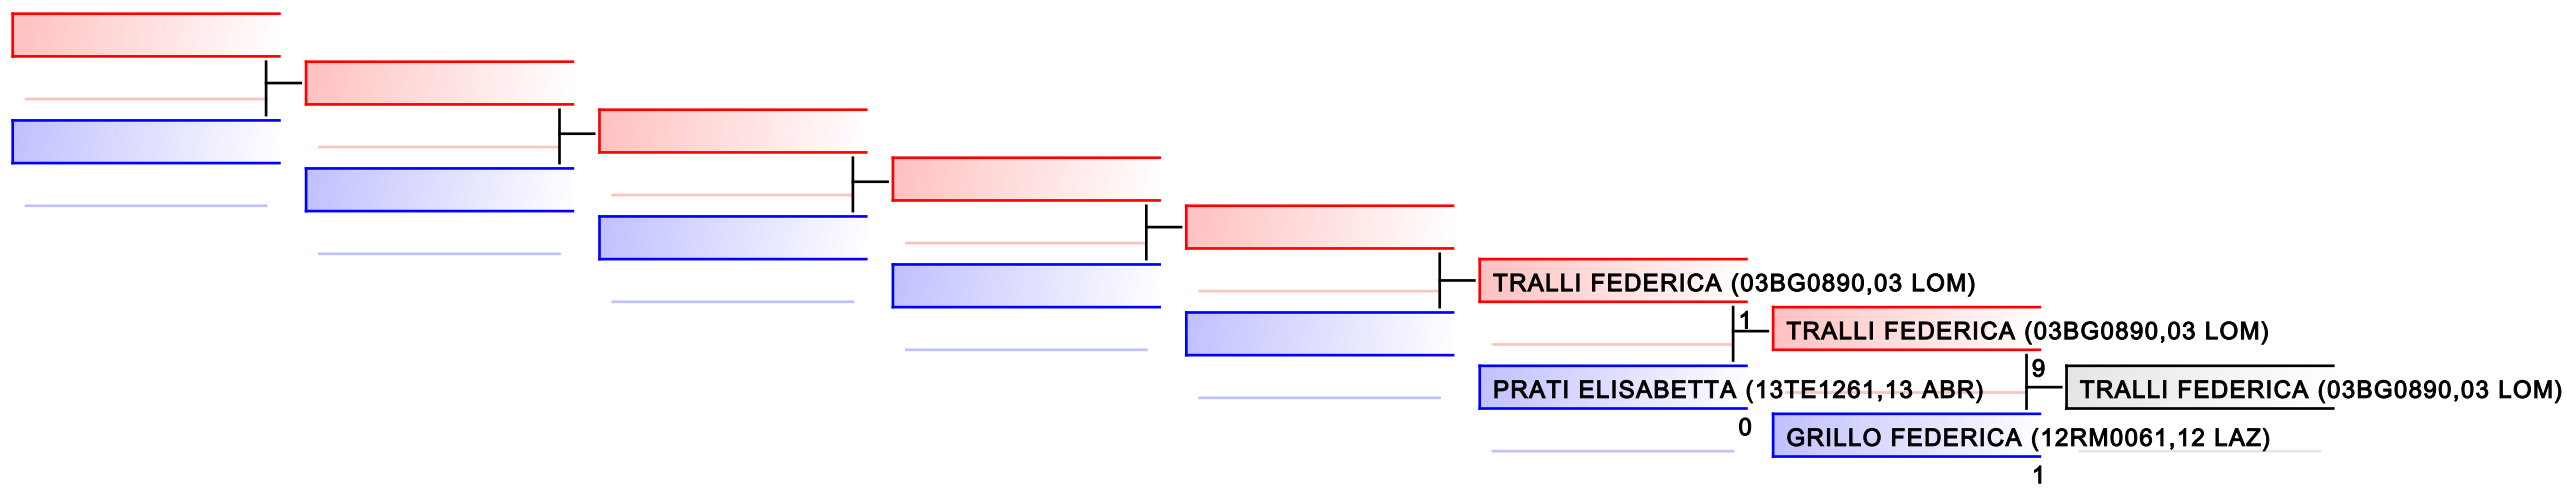 TRALLI FEDERICA (03BG0890,03 LOM)
1
TRALLI FEDERICA (03BG0890,03 LOM)
9
PRATI ELISABETTA (13TE1261,13 ABR)
TRALLI FEDERICA (03BG0890,03 LOM)
0
GRILLO FEDERICA (12RM0061,12 LAZ)
1